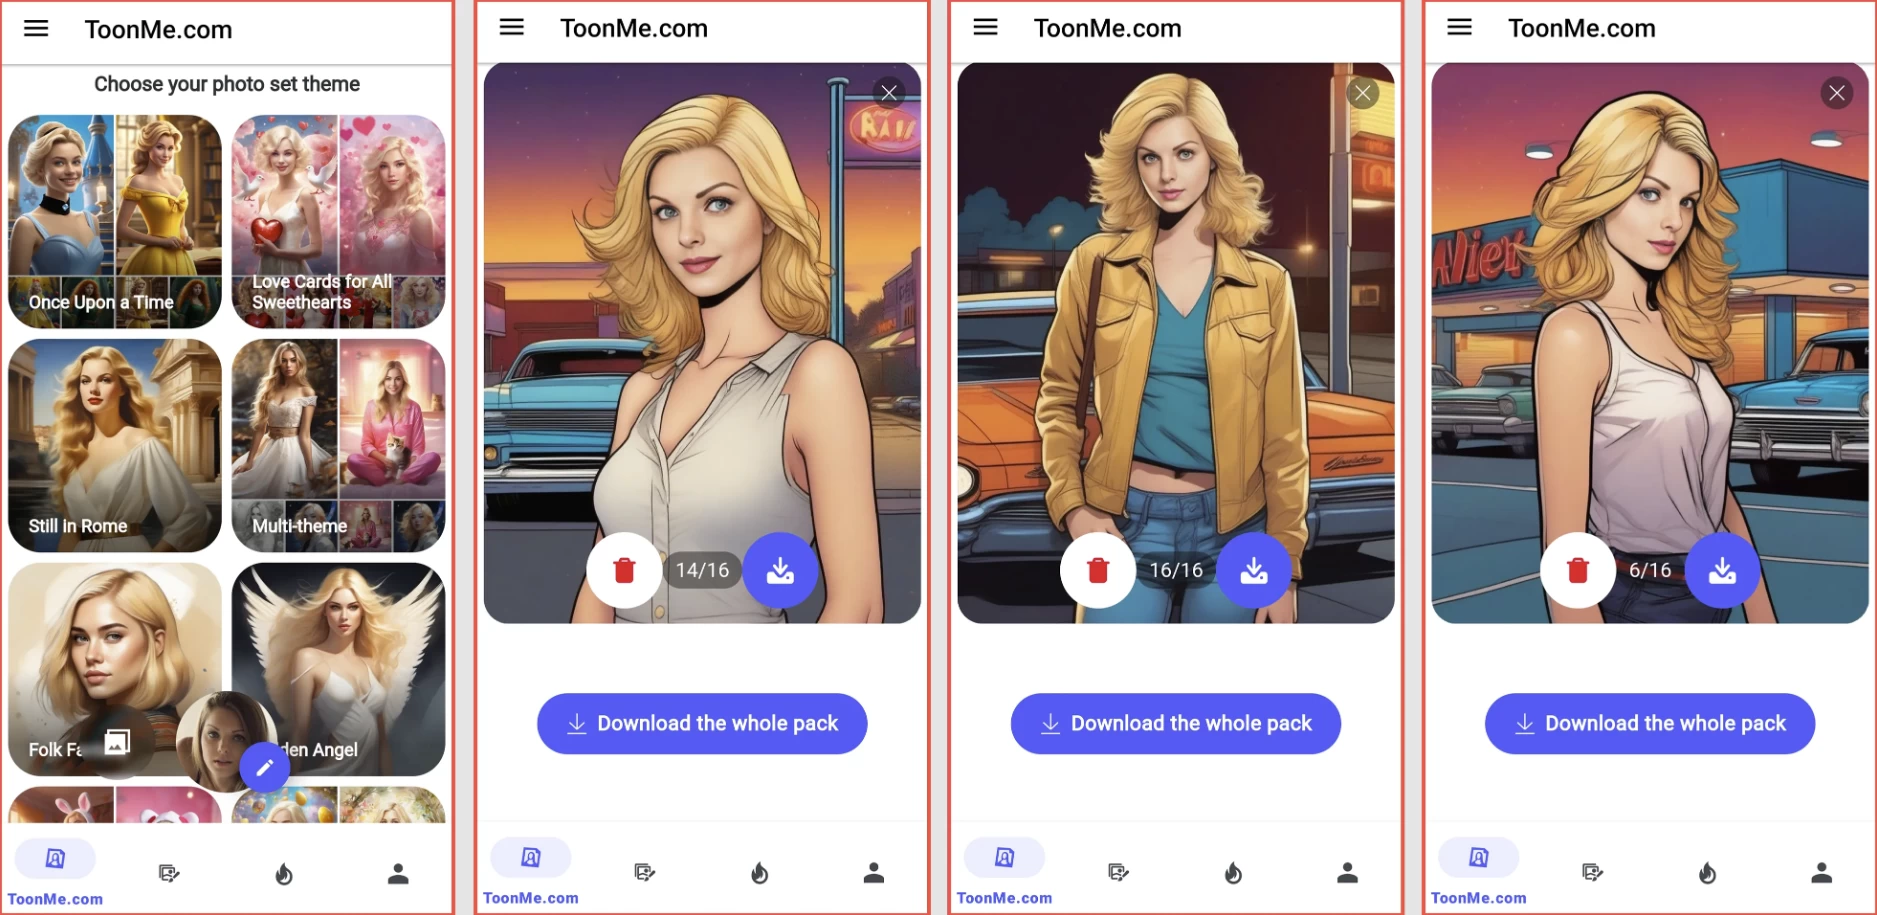 ToonMe.com
Choose your photo set theme
Once Upon a Time
Love Cards for All
Sweethearts
Still in Rome
Multi-theme
Folk Fa
den Angel
ToonMe.com
ToonMe.com
14/16
Download the whole pack
ToonMe.com
ToonMe.com
16/16
Download the whole pack
ToonMe.com
ToonMe.com
6/16
Download the whole pack
ToonMe.com